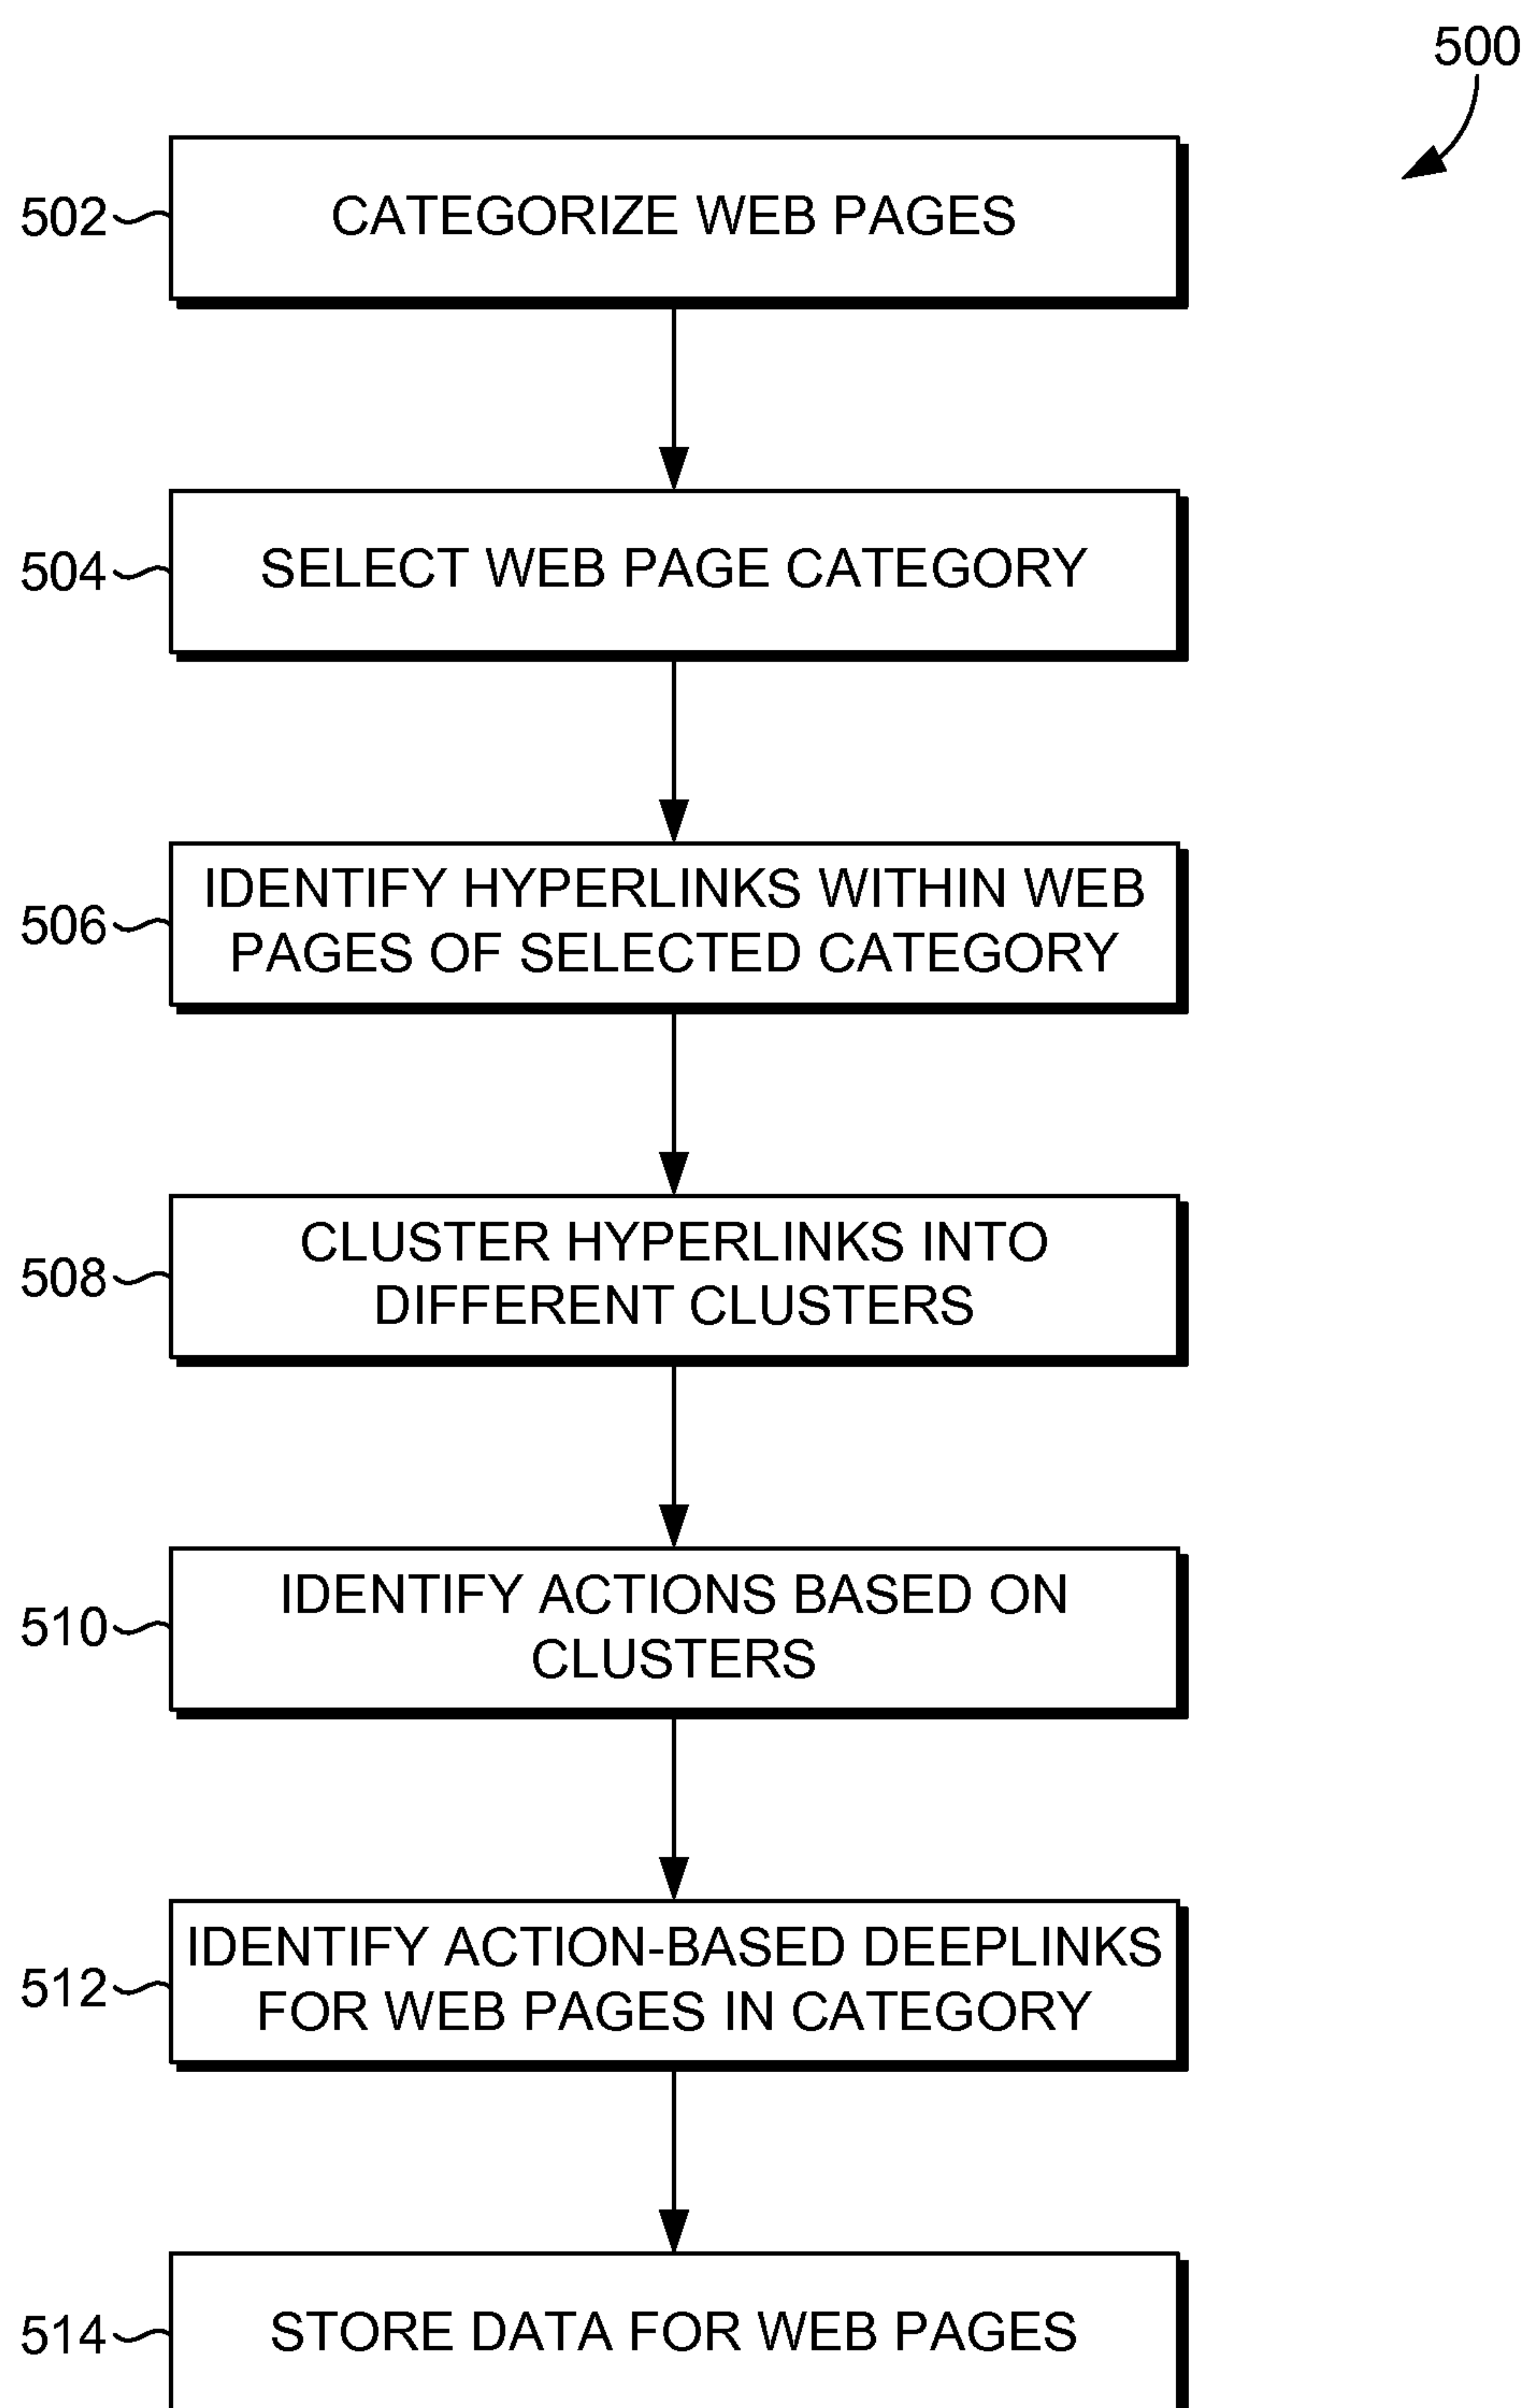 500
502
CATEGORIZE WEB PAGES
504
SELECT WEB PAGE CATEGORY
506
IDENTIFY HYPERLINKS WITHIN WEB
PAGES OF SELECTED CATEGORY
508
CLUSTER HYPERLINKS INTO
DIFFERENT CLUSTERS
510
IDENTIFY ACTIONS BASED ON
CLUSTERS
512
IDENTIFY ACTION-BASED DEEPLINKS
FOR WEB PAGES IN CATEGORY
514
STORE DATA FOR WEB PAGES